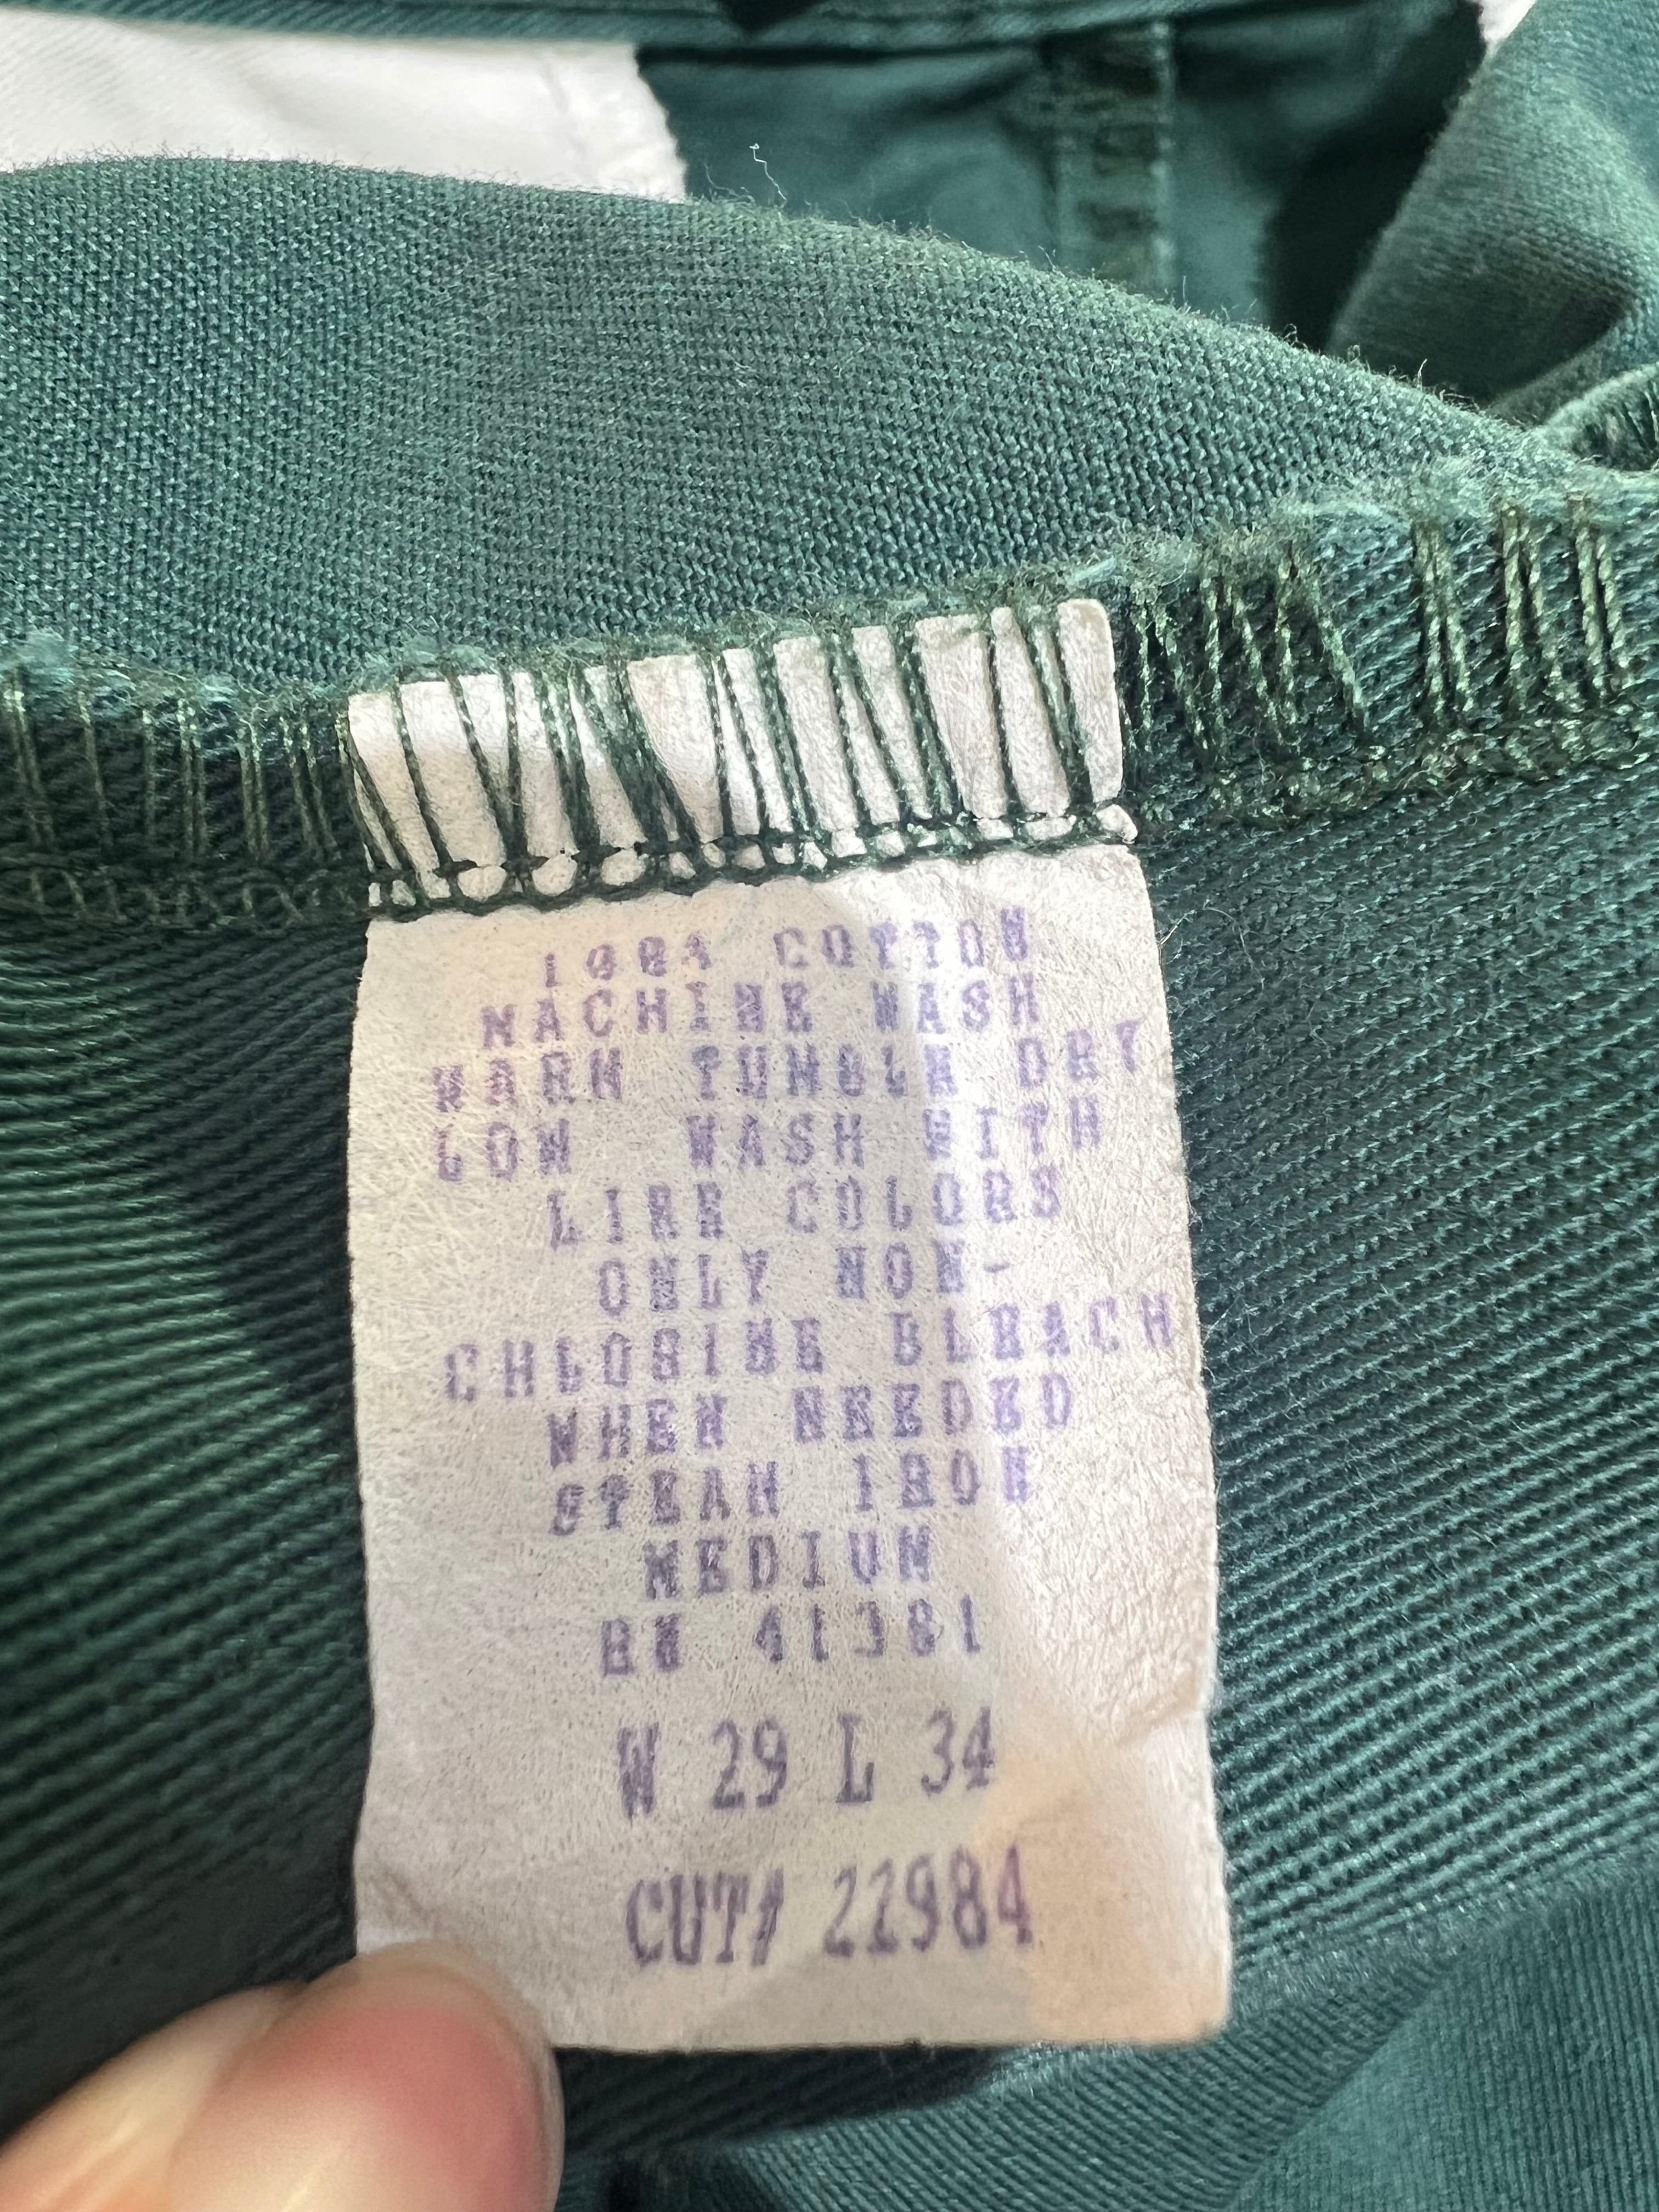 100% COTTON
MACHINE WASH
WARM TUMBLE DRY
LOW WASH WITH
LIKE COLORS
ONLY NON-
CHLORINE BLEACH
WHEN NEEDED
STEAM IRON
MEDIUM
RN 41381
W 29 L 34
CUT# 22984